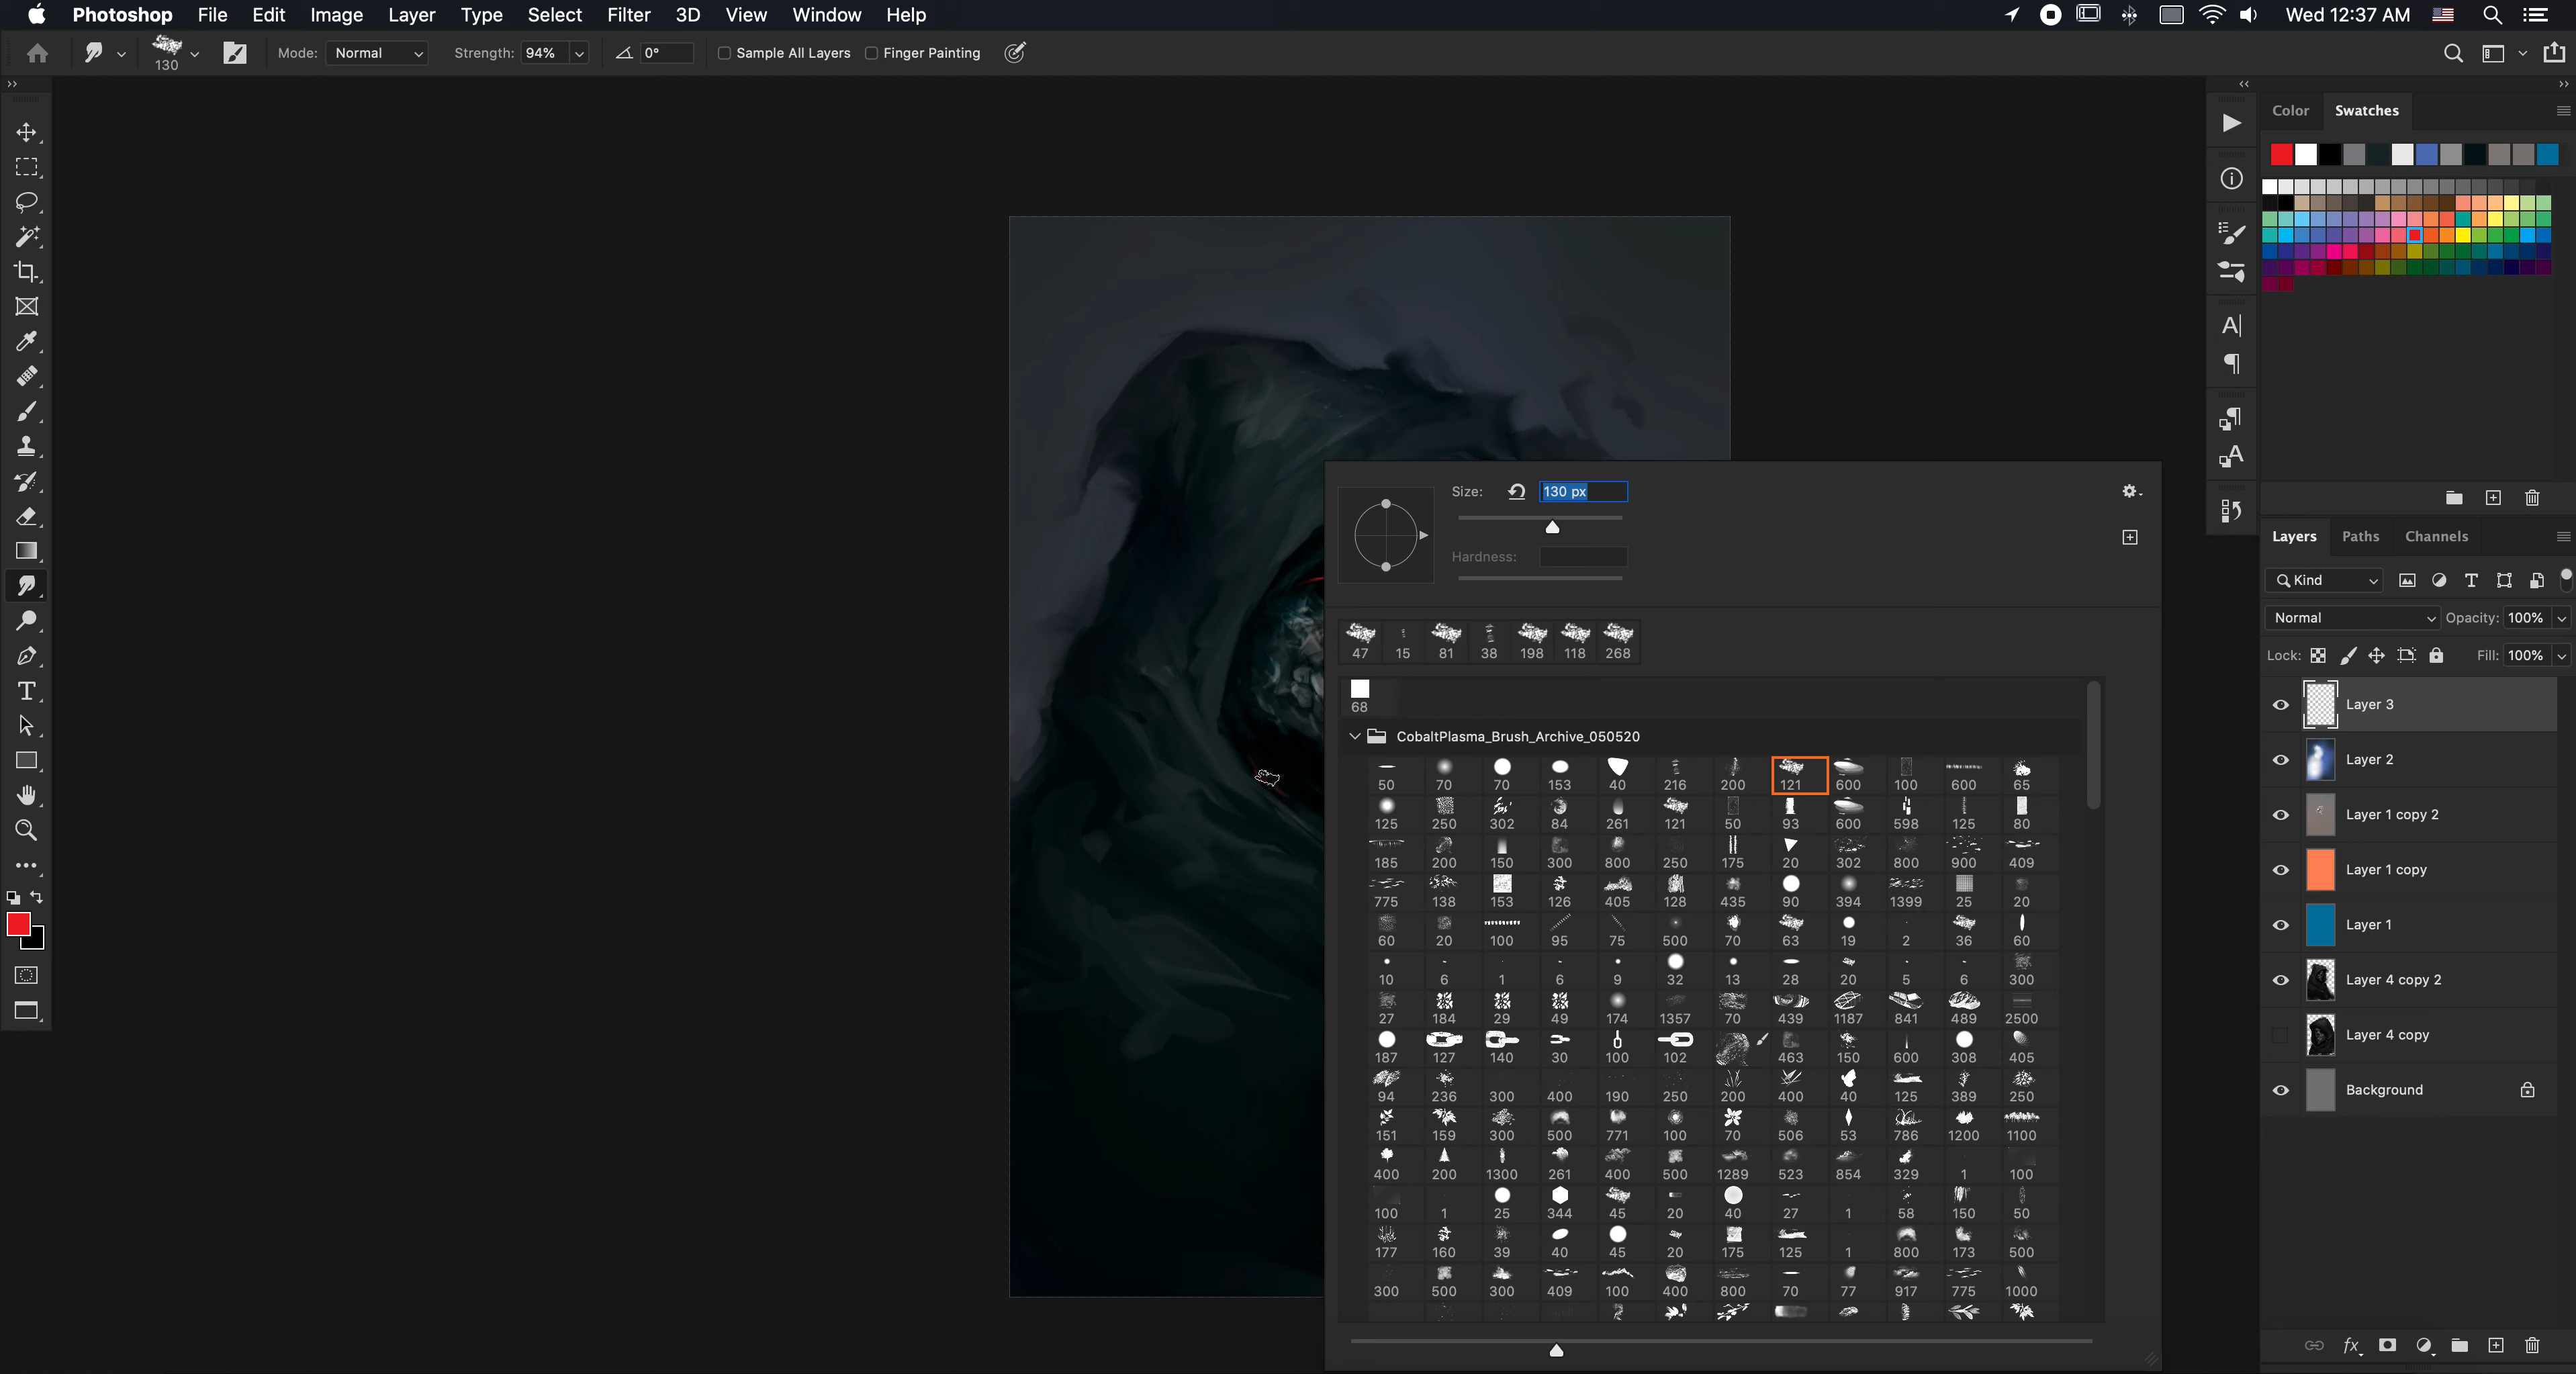 Photoshop File Edit Image Layer Type Select Filter 3D View Window Help Wed 12:37 AM
130 Mode: Normal Strength: 94% 0° Sample All Layers Finger Painting
Color Swatches
Size: 130 px
Hardness:
47 15 81 38 198 118 268
68
CobaltPlasma_Brush_Archive_050520
50 70 70 153 40 216 200 121 600 100 600 65
125 250 302 84 261 121 50 93 600 598 125 80
185 200 150 300 800 250 175 20 302 800 900 409
775 138 153 126 405 128 435 90 394 1399 25 20
60 20 100 95 75 500 70 63 19 2 36 60
10 6 1 6 9 32 13 28 20 5 6 300
27 184 29 49 174 1357 70 439 1187 841 489 2500
187 127 140 30 100 102 463 150 600 308 405
94 236 300 400 190 250 200 400 40 125 389 250
151 159 300 500 771 100 70 506 53 786 1200 1100
400 200 1300 261 400 500 1289 523 854 329 1 100
100 1 25 344 45 20 40 27 1 58 150 50
177 160 39 40 45 20 175 125 1 800 173 500
300 500 300 409 100 400 800 70 77 917 775 1000
Layers Paths Channels
Kind
Normal Opacity: 100%
Lock: Fill: 100%
Layer 3
Layer 2
Layer 1 copy 2
Layer 1 copy
Layer 1
Layer 4 copy 2
Layer 4 copy
Background